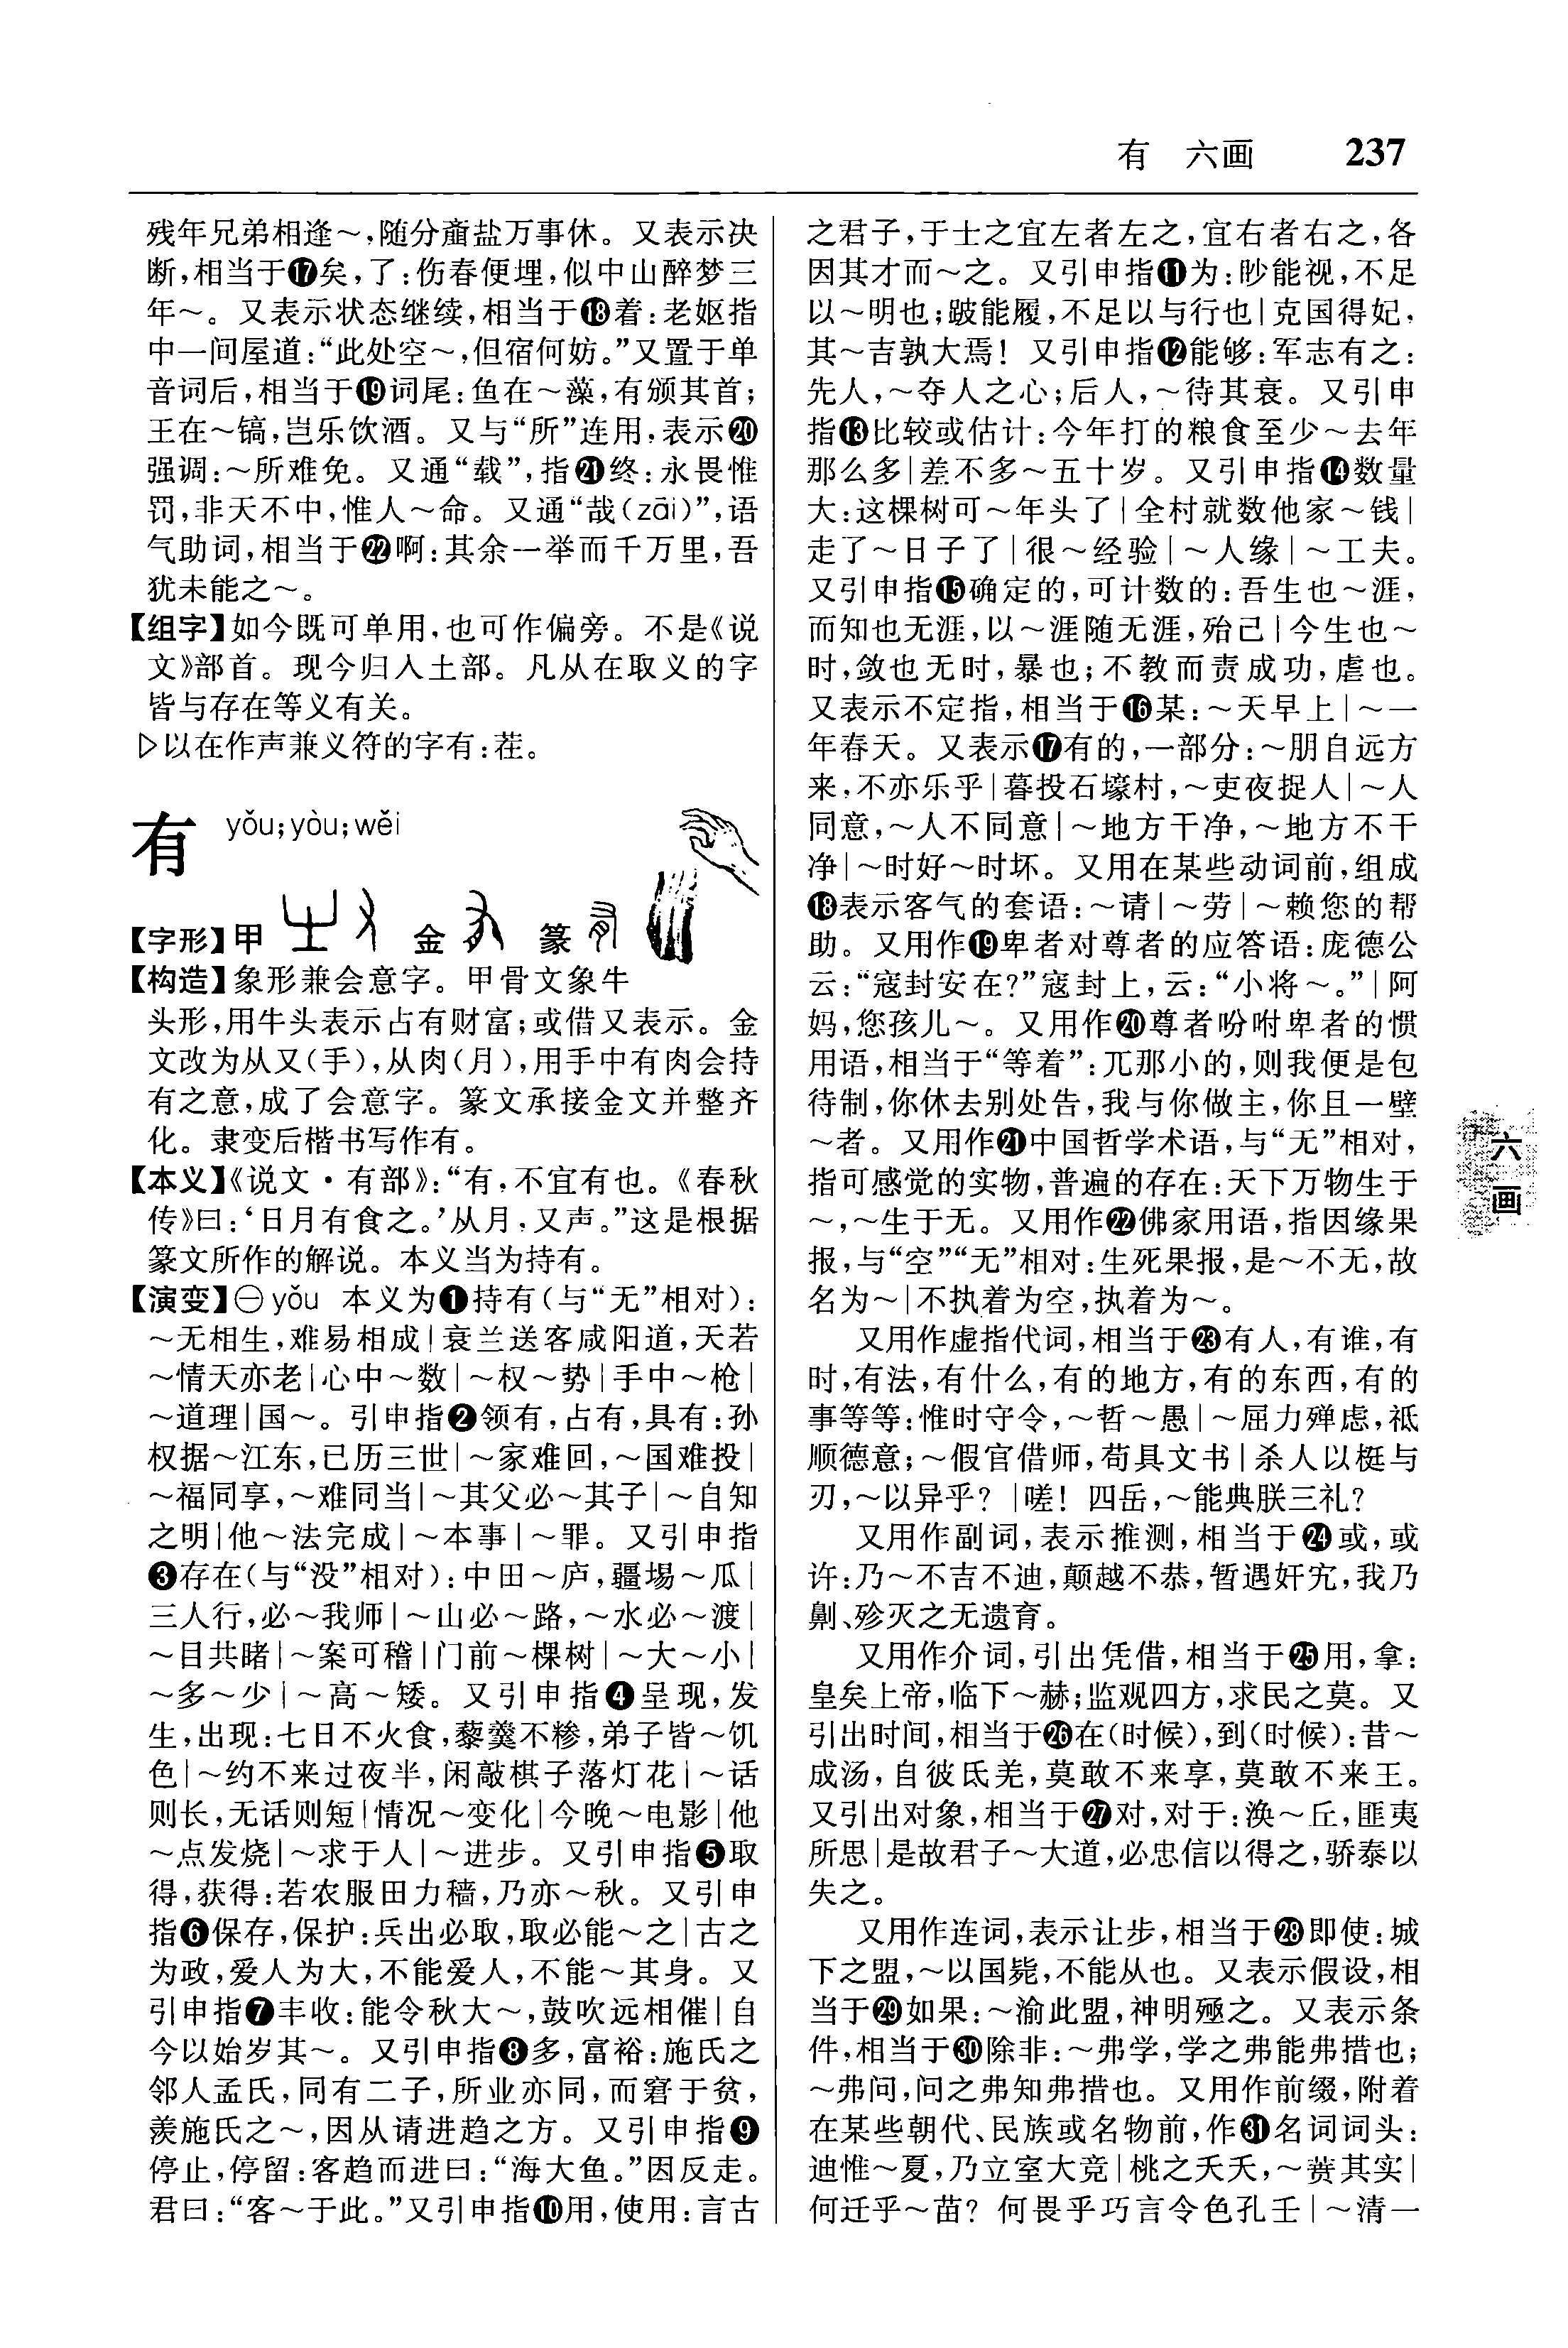 有 六画 237
残年兄弟相逢～,随分齑盐万事休。又表示决
断,相当于⓱矣,了:伤春便埋,似中山醉梦三
年～。又表示状态继续,相当于⓲着:老妪指
中一间屋道:“此处空～,但宿何妨。”又置于单
音词后,相当于⓳词尾:鱼在～藻,有颁其首;
王在～镐,岂乐饮酒。又与“所”连用,表示⓴
强调:～所难免。又通“载”,指㉑终:永畏惟
罚,非天不中,惟人～命。又通“哉(zāi)”,语
气助词,相当于㉒啊:其余一举而千万里,吾
犹未能之～。
【组字】如今既可单用,也可作偏旁。不是《说
文》部首。现今归入土部。凡从在取义的字
皆与存在等义有关。
▷以在作声兼义符的字有:茬。
有 yǒu;yòu;wěi
【字形】甲 金 篆
【构造】象形兼会意字。甲骨文象牛
头形,用牛头表示占有财富;或借又表示。金
文改为从又(手),从肉(月),用手中有肉会持
有之意,成了会意字。篆文承接金文并整齐
化。隶变后楷书写作有。
【本义】《说文·有部》:“有,不宜有也。《春秋
传》曰:‘日月有食之。’从月,又声。”这是根据
篆文所作的解说。本义当为持有。
【演变】㊀yǒu 本义为❶持有(与“无”相对):
～无相生,难易相成|衰兰送客咸阳道,天若
～情天亦老|心中～数|～权～势|手中～枪|
～道理|国～。引申指❷领有,占有,具有:孙
权据～江东,已历三世|～家难回,～国难投|
～福同享,～难同当|～其父必～其子|～自知
之明|他～法完成|～本事|～罪。又引申指
❸存在(与“没”相对):中田～庐,疆埸～瓜|
三人行,必～我师|～山必～路,～水必～渡|
～目共睹|～案可稽|门前～棵树|～大～小|
～多～少|～高～矮。又引申指❹呈现,发
生,出现:七日不火食,藜羹不糁,弟子皆～饥
色|～约不来过夜半,闲敲棋子落灯花|～话
则长,无话则短|情况～变化|今晚～电影|他
～点发烧|～求于人|～进步。又引申指❺取
得,获得:若农服田力穑,乃亦～秋。又引申
指❻保存,保护:兵出必取,取必能～之|古之
为政,爱人为大,不能爱人,不能～其身。又
引申指❼丰收:能令秋大～,鼓吹远相催|自
今以始岁其～。又引申指❽多,富裕:施氏之
邻人孟氏,同有二子,所业亦同,而窘于贫,
羡施氏之～,因从请进趋之方。又引申指❾
停止,停留:客趋而进曰:“海大鱼。”因反走。
君曰:“客～于此。”又引申指❿用,使用:言古
之君子,于士之宜左者左之,宜右者右之,各
因其才而～之。又引申指⓫为:眇能视,不足
以～明也;跛能履,不足以与行也|克国得妃,
其～吉孰大焉!又引申指⓬能够:军志有之:
先人,～夺人之心;后人,～待其衰。又引申
指⓭比较或估计:今年打的粮食至少～去年
那么多|差不多～五十岁。又引申指⓮数量
大:这棵树可～年头了|全村就数他家～钱|
走了～日子了|很～经验|～人缘|～工夫。
又引申指⓯确定的,可计数的:吾生也～涯,
而知也无涯,以～涯随无涯,殆已|今生也～
时,敛也无时,暴也;不教而责成功,虐也。
又表示不定指,相当于⓰某:～天早上|～一
年春天。又表示⓱有的,一部分:～朋自远方
来,不亦乐乎|暮投石壕村,～吏夜捉人|～人
同意,～人不同意|～地方干净,～地方不干
净|～时好～时坏。又用在某些动词前,组成
⓲表示客气的套语:～请|～劳|～赖您的帮
助。又用作⓳卑者对尊者的应答语:庞德公
云:“寇封安在?”寇封上,云:“小将～。”|阿
妈,您孩儿～。又用作⓴尊者吩咐卑者的惯
用语,相当于“等着”:兀那小的,则我便是包
待制,你休去别处告,我与你做主,你且一壁
～者。又用作㉑中国哲学术语,与“无”相对,
指可感觉的实物,普遍的存在:天下万物生于
～,～生于无。又用作㉒佛家用语,指因缘果
报,与“空”“无”相对:生死果报,是～不无,故
名为～|不执着为空,执着为～。
又用作虚指代词,相当于㉓有人,有谁,有
时,有法,有什么,有的地方,有的东西,有的
事等等:惟时守令,～哲～愚|～屈力殚虑,祗
顺德意;～假官借师,苟具文书|杀人以梃与
刃,～以异乎?|嗟!四岳,～能典朕三礼?
又用作副词,表示推测,相当于㉔或,或
许:乃～不吉不迪,颠越不恭,暂遇奸宄,我乃
劓、殄灭之无遗育。
又用作介词,引出凭借,相当于㉕用,拿:
皇矣上帝,临下～赫;监观四方,求民之莫。又
引出时间,相当于㉖在(时候),到(时候):昔～
成汤,自彼氐羌,莫敢不来享,莫敢不来王。
又引出对象,相当于㉗对,对于:涣～丘,匪夷
所思|是故君子～大道,必忠信以得之,骄泰以
失之。
又用作连词,表示让步,相当于㉘即使:城
下之盟,～以国毙,不能从也。又表示假设,相
当于㉙如果:～渝此盟,神明殛之。又表示条
件,相当于㉚除非:～弗学,学之弗能弗措也;
～弗问,问之弗知弗措也。又用作前缀,附着
在某些朝代、民族或名物前,作㉛名词词头:
迪惟～夏,乃立室大竞|桃之夭夭,～蕡其实|
何迁乎～苗?何畏乎巧言令色孔壬|～清一
六画